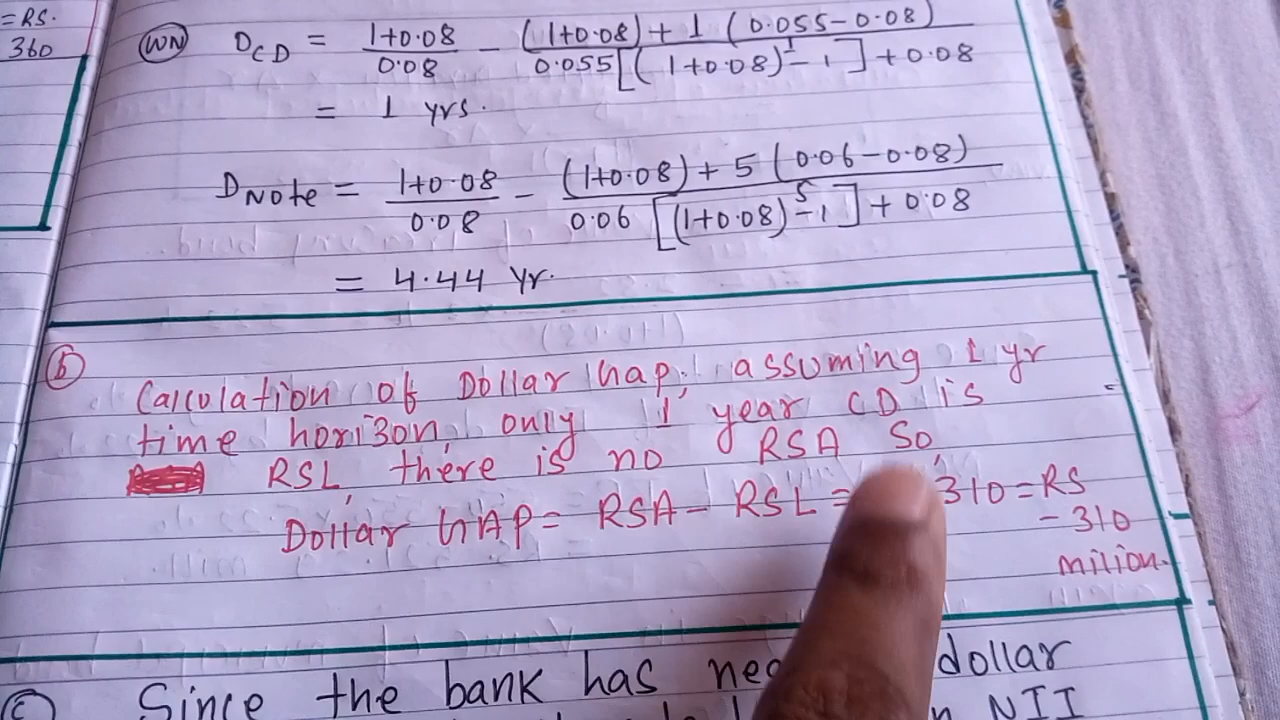 = RS.
360
WN D CD = 1+0.08 / 0.08 - (1+0.08) + 1 (0.055-0.08) / 0.055[(1+0.08)^1 - 1] + 0.08
= 1 yrs.
D Note = 1+0.08 / 0.08 - (1+0.08) + 5 (0.06-0.08) / 0.06 [(1+0.08)^5 - 1] + 0.08
= 4.44 Yr.
b
Calculation of Dollar Gap, assuming 1 yr
time horizon, only 1 year CD is
RSL, there is no RSA So,
Dollar GAP = RSA - RSL = 310 = RS
- 310
milion.
c Since the bank has dollar
NII